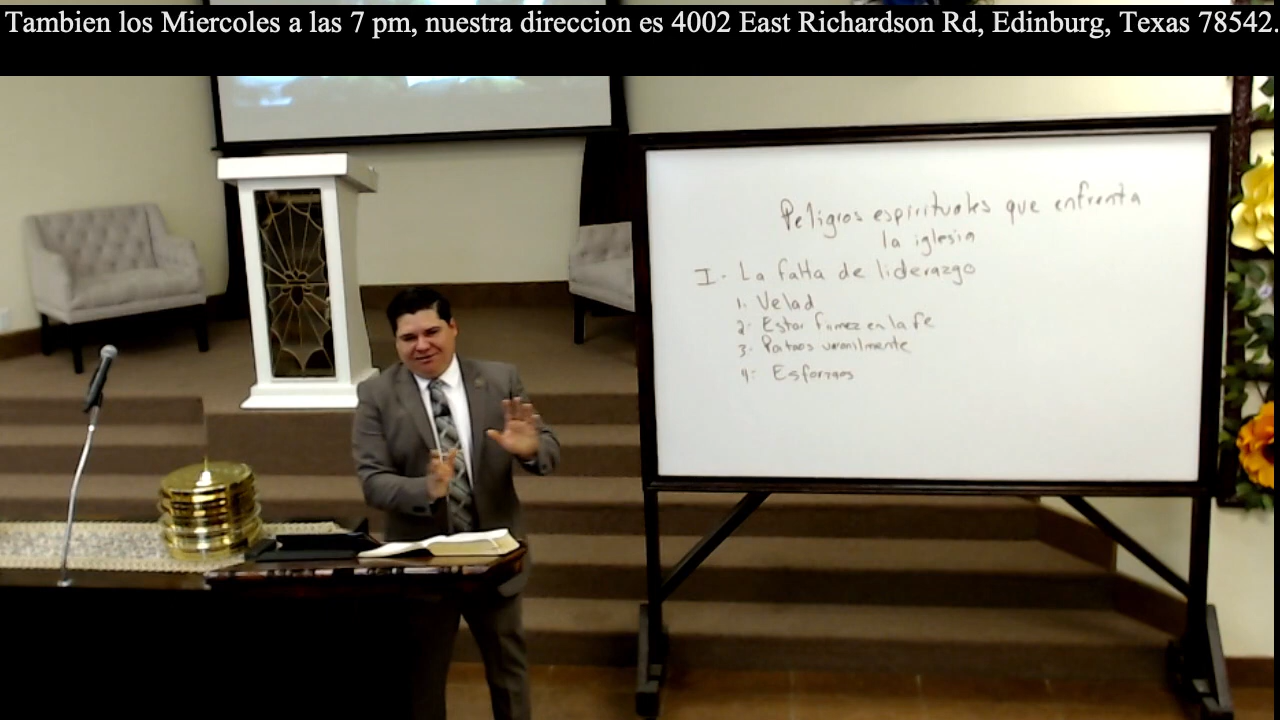 Tambien los Miercoles a las 7 pm, nuestra direccion es 4002 East Richardson Rd, Edinburg, Texas 78542.
Peligros espirituales que enfrenta
la iglesia
I- La falta de liderazgo
1- Velad
2- Estar firmez en la fe
3- Portaos varonilmente
4- Esforzaos